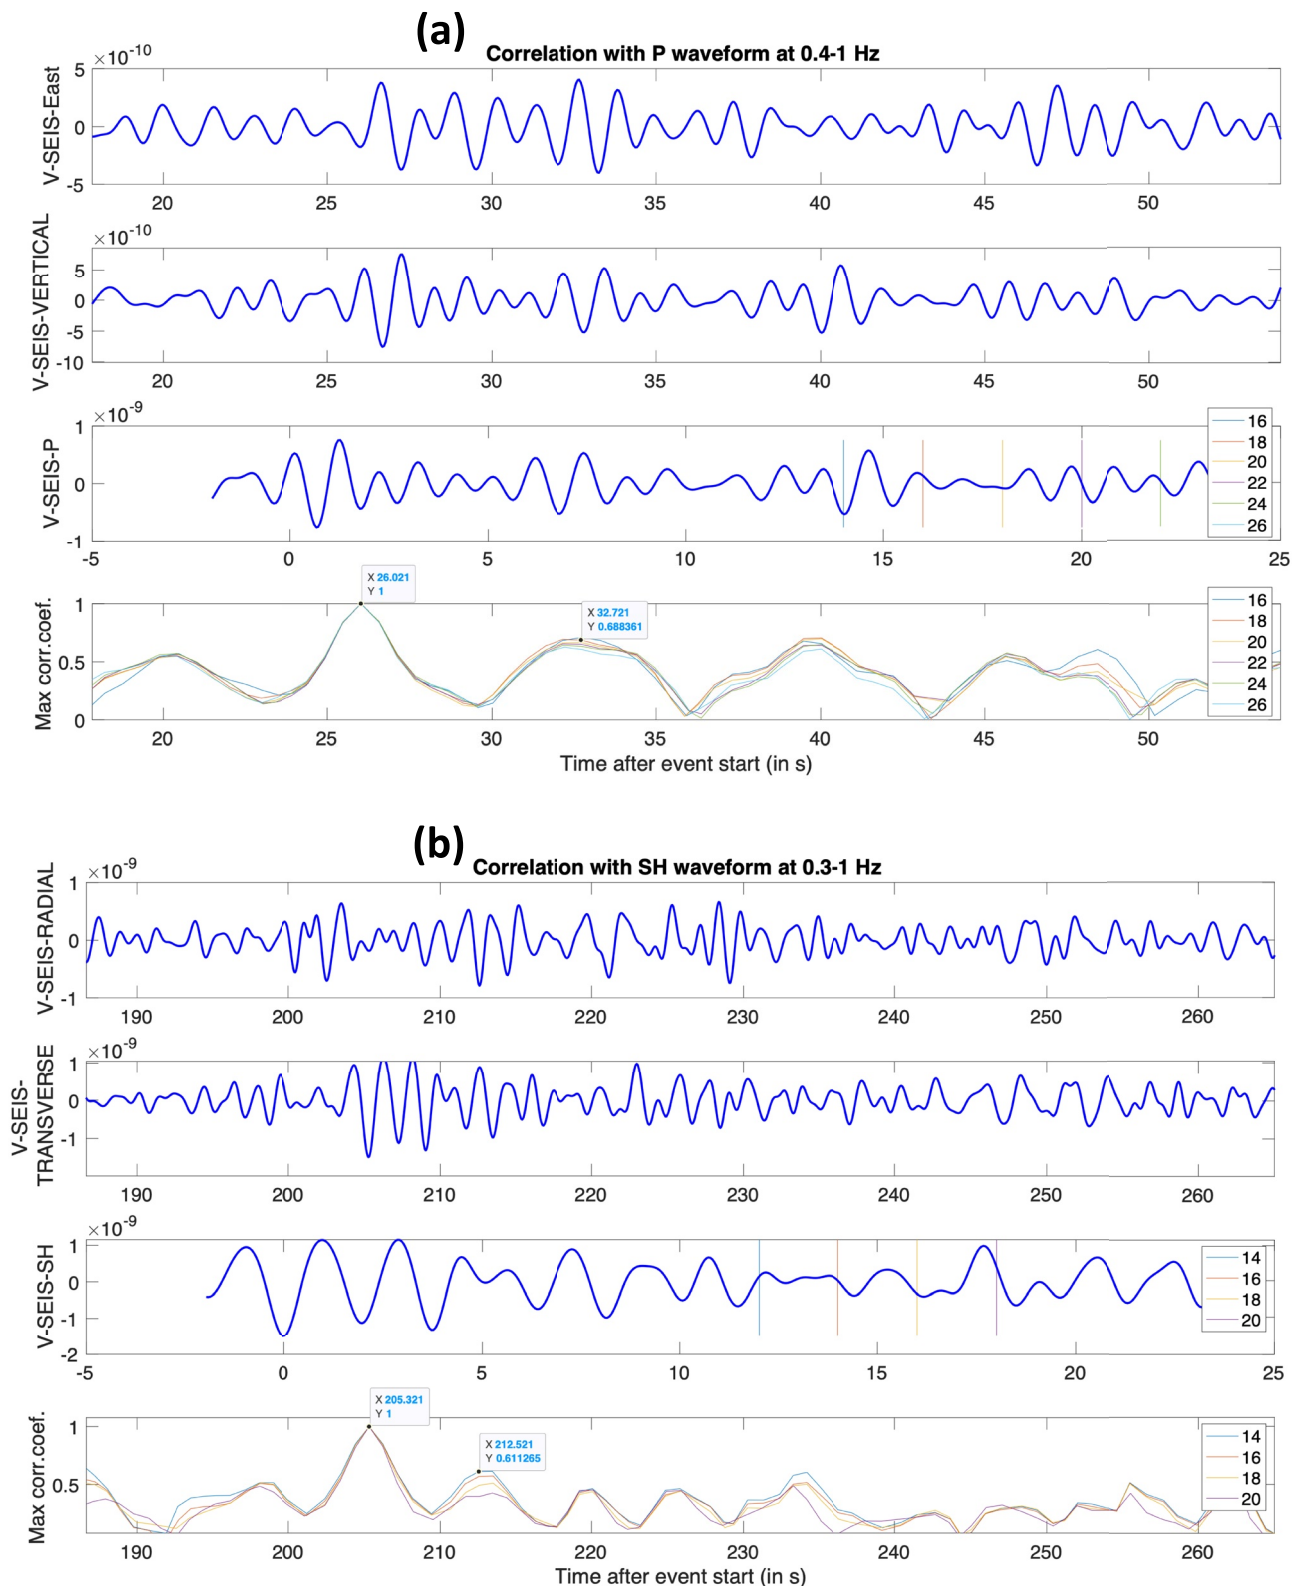 (a)
Correlation with P waveform at 0.4-1 Hz
×10⁻¹⁰
V-SEIS-East
5
0
-5
20 25 30 35 40 45 50
×10⁻¹⁰
V-SEIS-VERTICAL
5
0
-5
-10
20 25 30 35 40 45 50
×10⁻⁹
V-SEIS-P
1
0
-1
16
18
20
22
24
26
-5 0 5 10 15 20 25
X 26.021
Y 1
X 32.721
Y 0.688361
Max corr.coef.
1
0.5
0
16
18
20
22
24
26
20 25 30 35 40 45 50
Time after event start (in s)
(b)
Correlation with SH waveform at 0.3-1 Hz
×10⁻⁹
V-SEIS-RADIAL
1
0
-1
190 200 210 220 230 240 250 260
×10⁻⁹
V-SEIS-
TRANSVERSE
1
0
-1
190 200 210 220 230 240 250 260
×10⁻⁹
V-SEIS-SH
1
0
-1
-2
14
16
18
20
-5 0 5 10 15 20 25
X 205.321
Y 1
X 212.521
Y 0.611265
Max corr.coef.
1
0.5
14
16
18
20
190 200 210 220 230 240 250 260
Time after event start (in s)